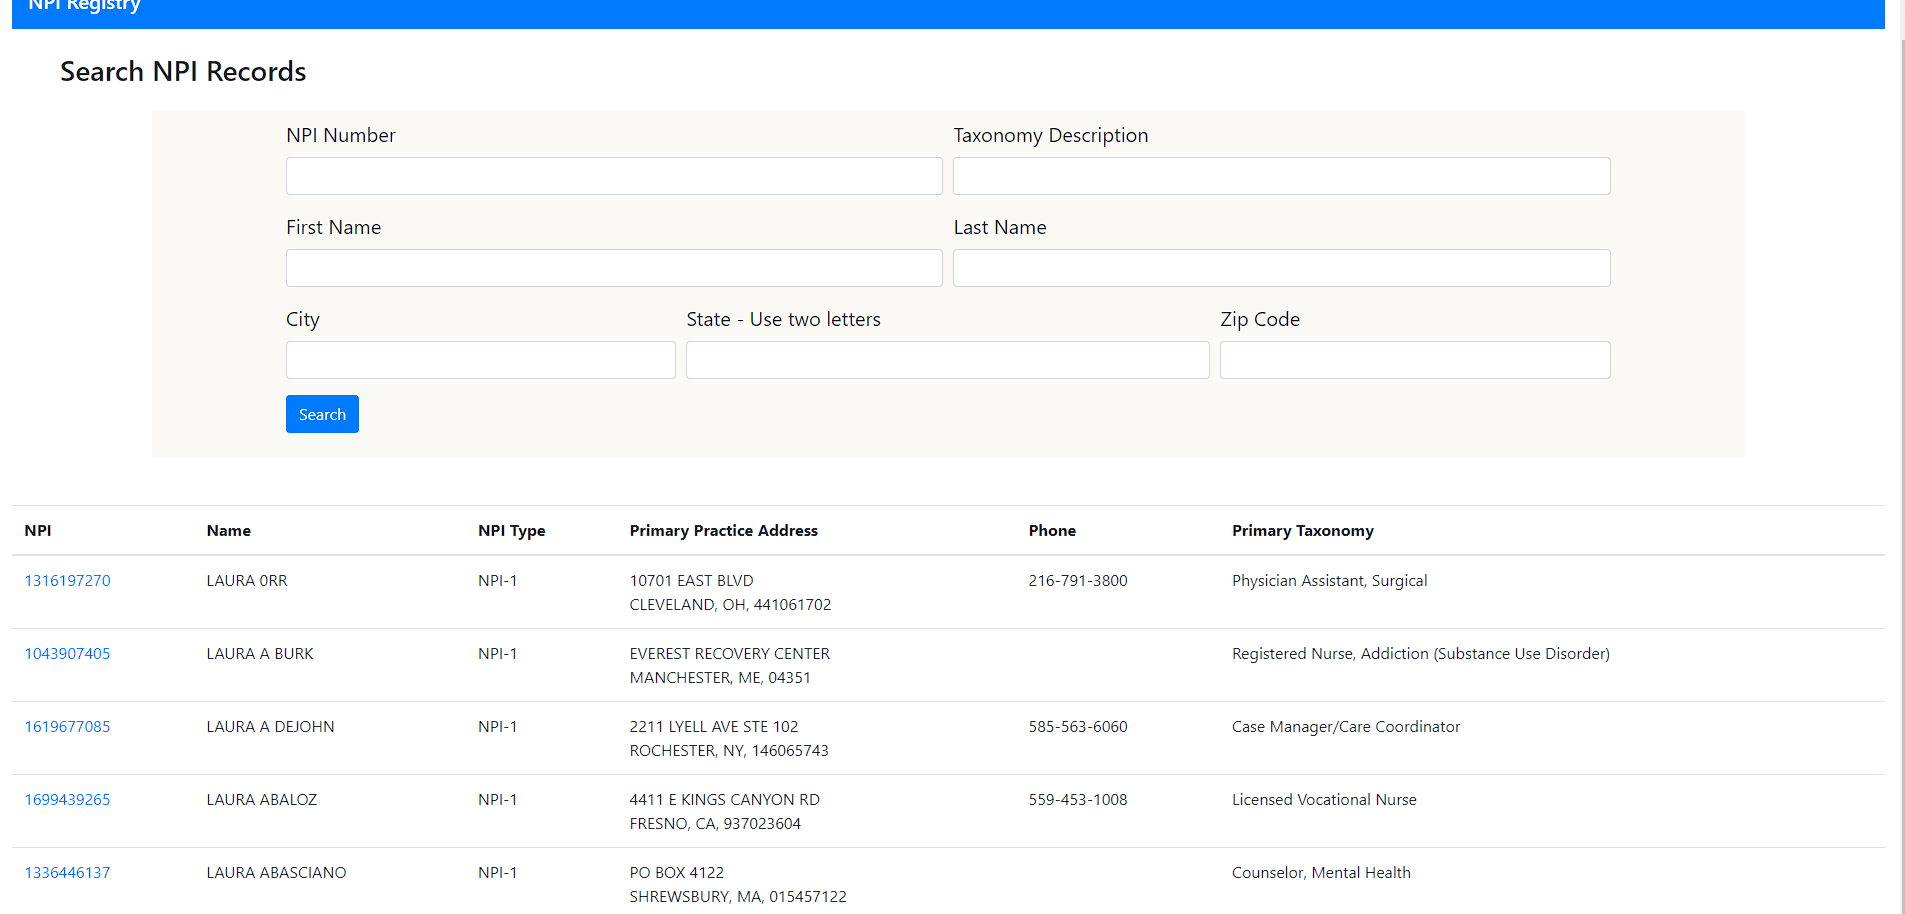 NPI Registry
Search NPI Records
NPI Number Taxonomy Description
First Name Last Name
City State - Use two letters Zip Code
Search
NPI Name NPI Type Primary Practice Address Phone Primary Taxonomy
1316197270 LAURA 0RR NPI-1 10701 EAST BLVD 216-791-3800 Physician Assistant, Surgical
CLEVELAND, OH, 441061702
1043907405 LAURA A BURK NPI-1 EVEREST RECOVERY CENTER Registered Nurse, Addiction (Substance Use Disorder)
MANCHESTER, ME, 04351
1619677085 LAURA A DEJOHN NPI-1 2211 LYELL AVE STE 102 585-563-6060 Case Manager/Care Coordinator
ROCHESTER, NY, 146065743
1699439265 LAURA ABALOZ NPI-1 4411 E KINGS CANYON RD 559-453-1008 Licensed Vocational Nurse
FRESNO, CA, 937023604
1336446137 LAURA ABASCIANO NPI-1 PO BOX 4122 Counselor, Mental Health
SHREWSBURY, MA, 015457122